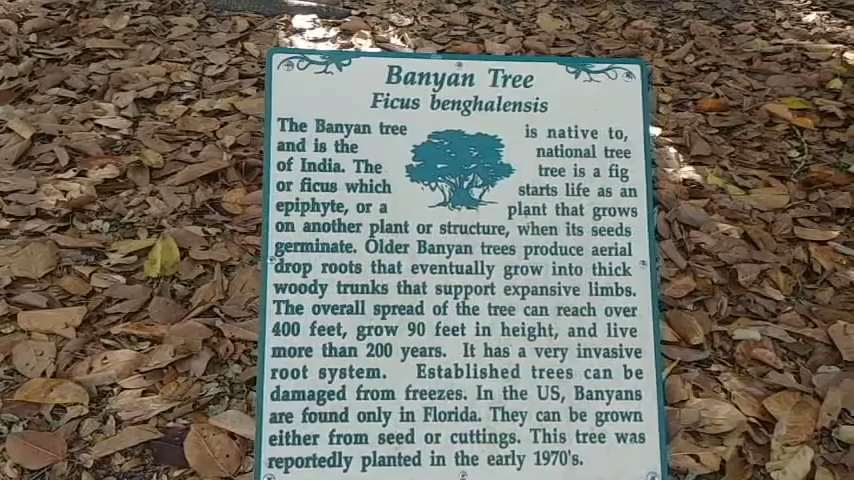 Banyan Tree
Ficus benghalensis
The Banyan tree is native to,
and is the national tree
of India. The tree is a fig
or ficus which starts life as an
epiphyte, or a plant that grows
on another plant or structure, when its seeds
germinate. Older Banyan trees produce aerial
drop roots that eventually grow into thick
woody trunks that support expansive limbs.
The overall spread of the tree can reach over
400 feet, grow 90 feet in height, and live
more than 200 years. It has a very invasive
root system. Established trees can be
damaged from freezes. In the US, Banyans
are found only in Florida. They can be grown
either from seed or cuttings. This tree was
reportedly planted in the early 1970's.